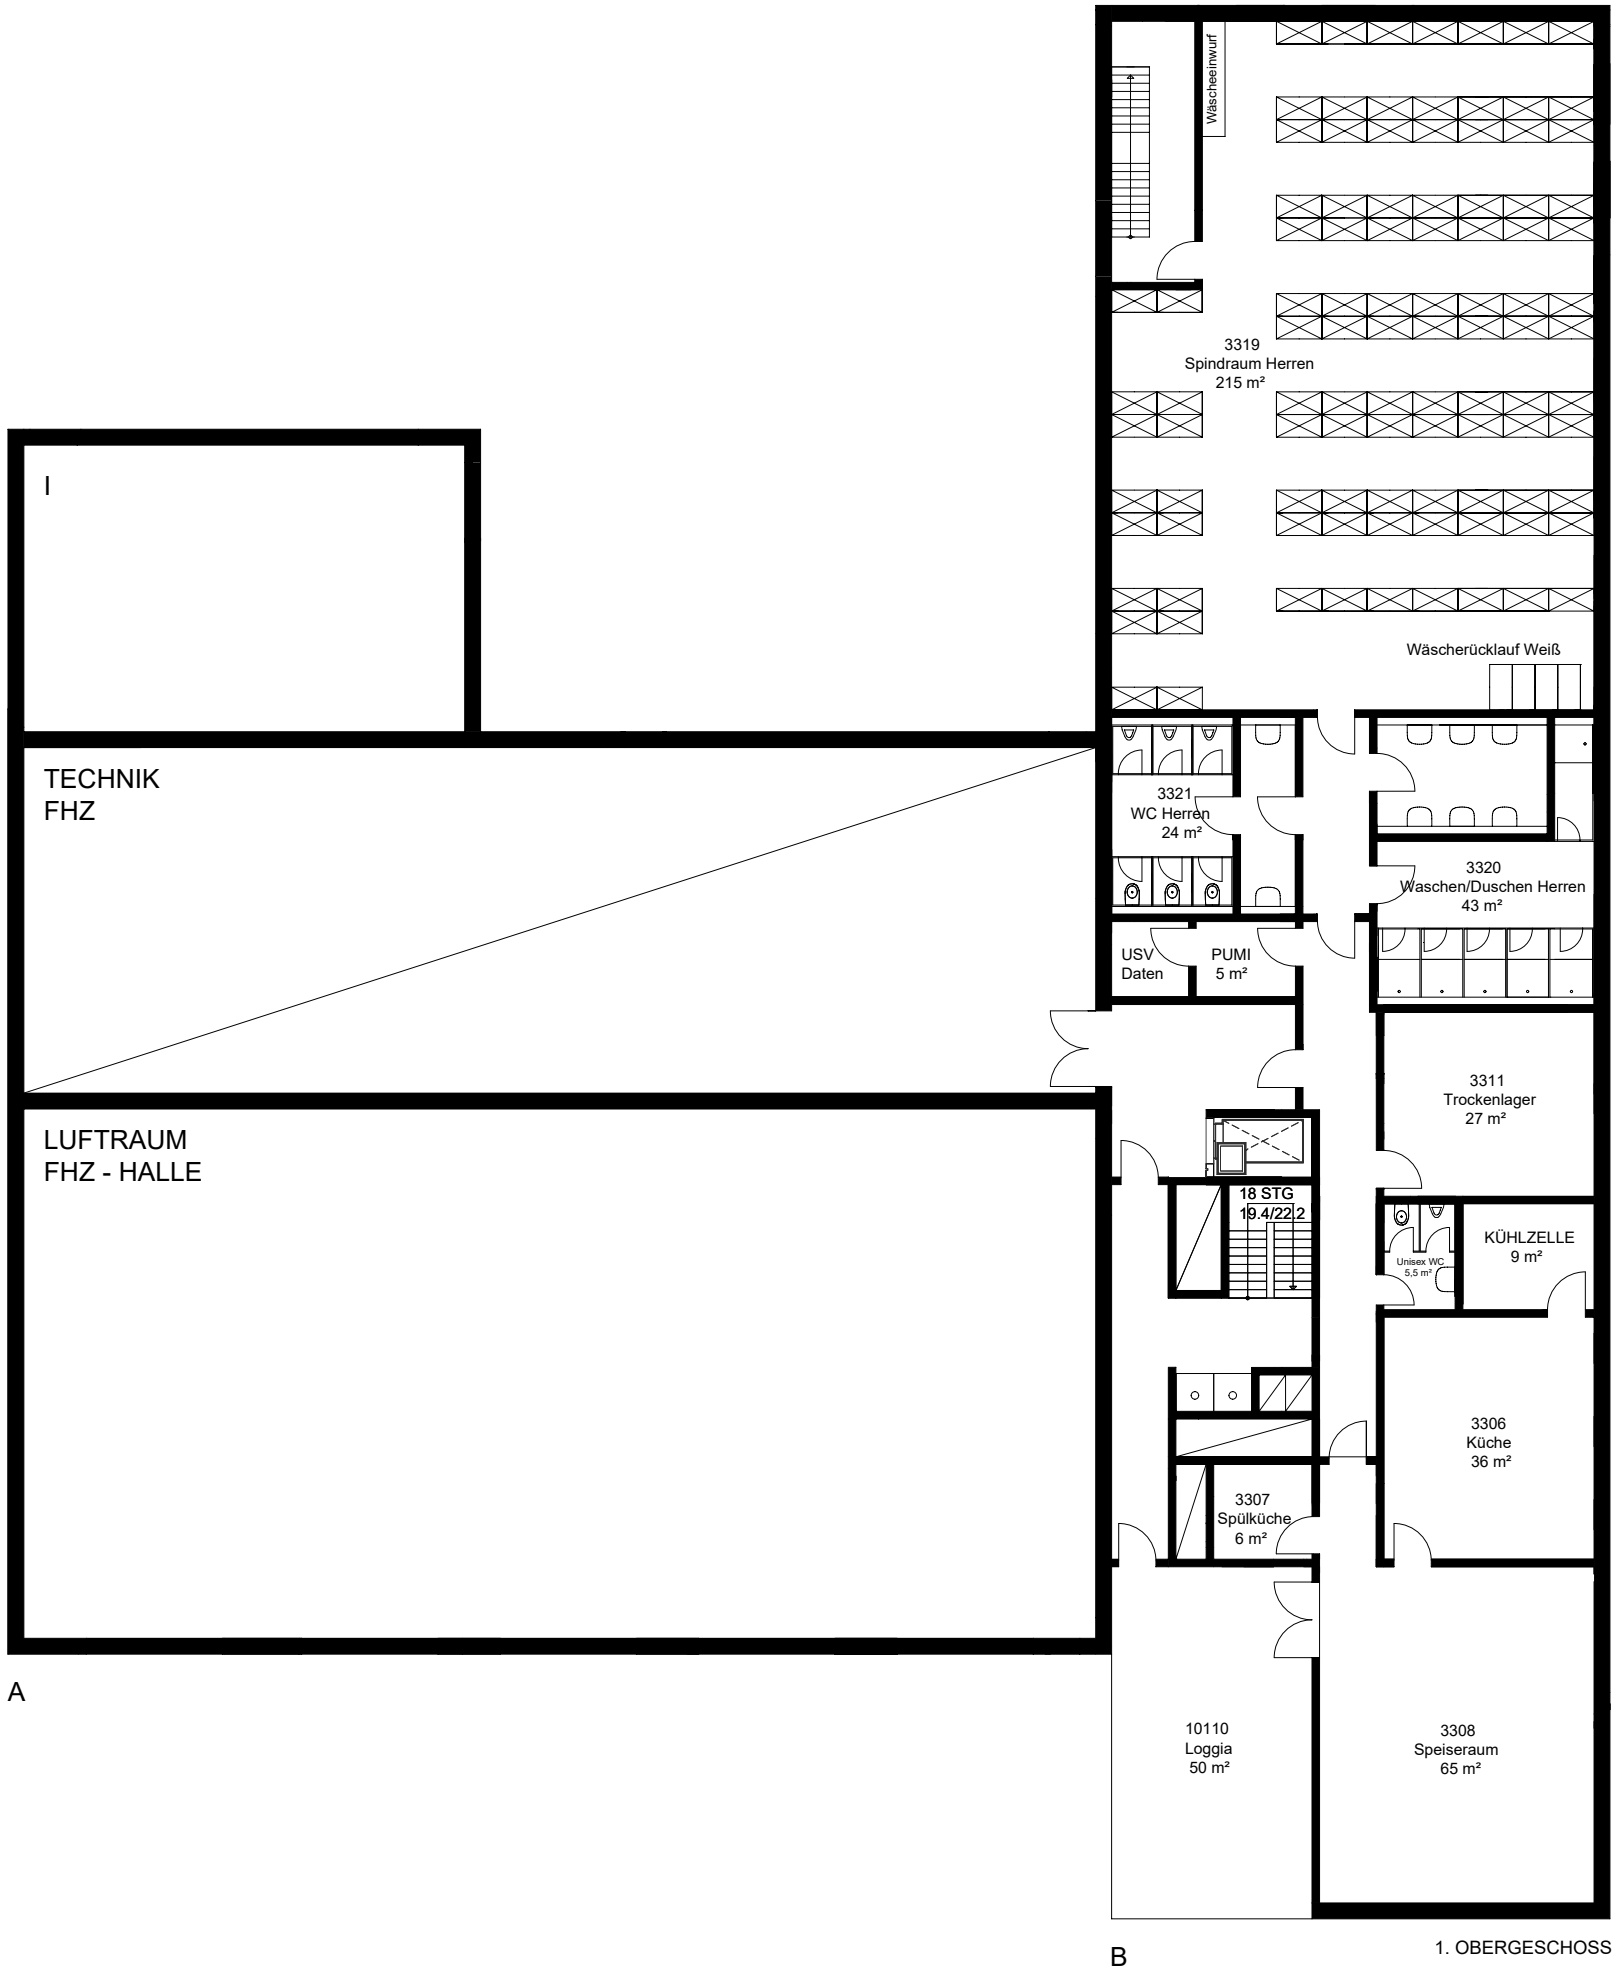 Wäscheeinwurf
3319
Spindraum Herren
215 m²
I
Wäscherücklauf Weiß
TECHNIK
FHZ
3321
WC Herren
24 m²
3320
Waschen/Duschen Herren
43 m²
USV
Daten
PUMI
5 m²
3311
Trockenlager
27 m²
LUFTRAUM
FHZ - HALLE
18 STG
19.4/22.2
KÜHLZELLE
9 m²
Unisex WC
5,5 m²
3306
Küche
36 m²
3307
Spülküche
6 m²
A
10110
Loggia
50 m²
3308
Speiseraum
65 m²
B
1. OBERGESCHOSS